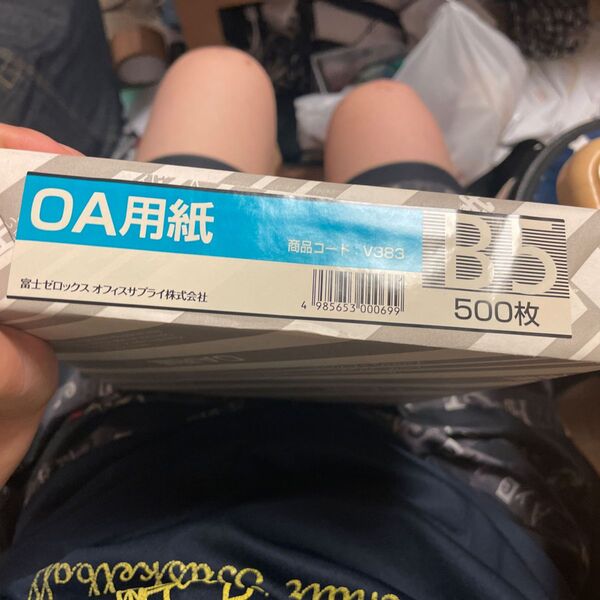 OA用紙
商品コード：V383
B5
富士ゼロックス オフィスサプライ株式会社
4 985653 000699
500枚